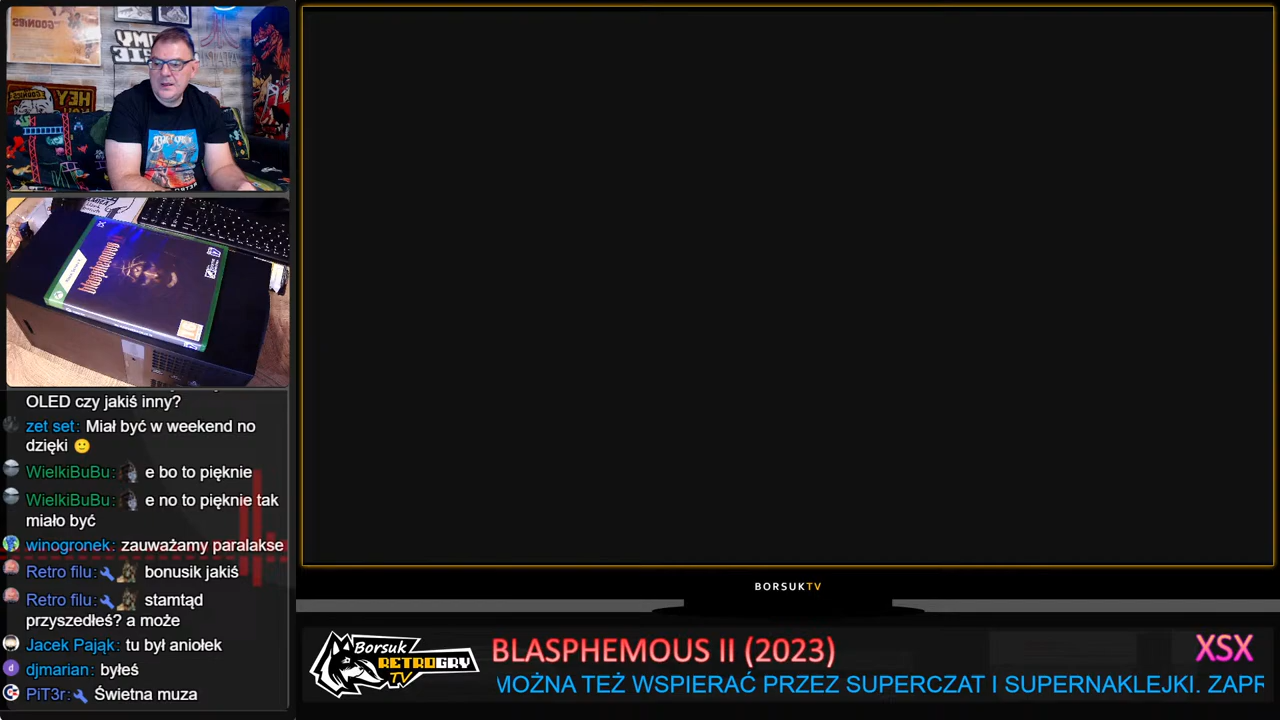 HEY
blasphemous
OLED czy jakiś inny?
zet set: Miał być w weekend no
dzięki 🙂
WielkiBuBu: e bo to pięknie
WielkiBuBu: e no to pięknie tak
miało być
winogronek: zauważamy paralakse
Retro filu: bonusik jakiś
Retro filu: stamtąd
przyszedłeś? a może
Jacek Pająk: tu był aniołek
djmarian: byłeś
PiT3r: Świetna muza
BORSUKTV
Borsuk
RETROGRY
TV
BLASPHEMOUS II (2023)
XSX
MOŻNA TEŻ WSPIERAĆ PRZEZ SUPERCZAT I SUPERNAKLEJKI. ZAPR